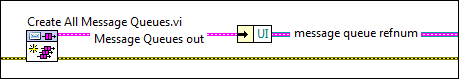 Create All Message Queues.vi
Message Queues out
UI
message queue refnum